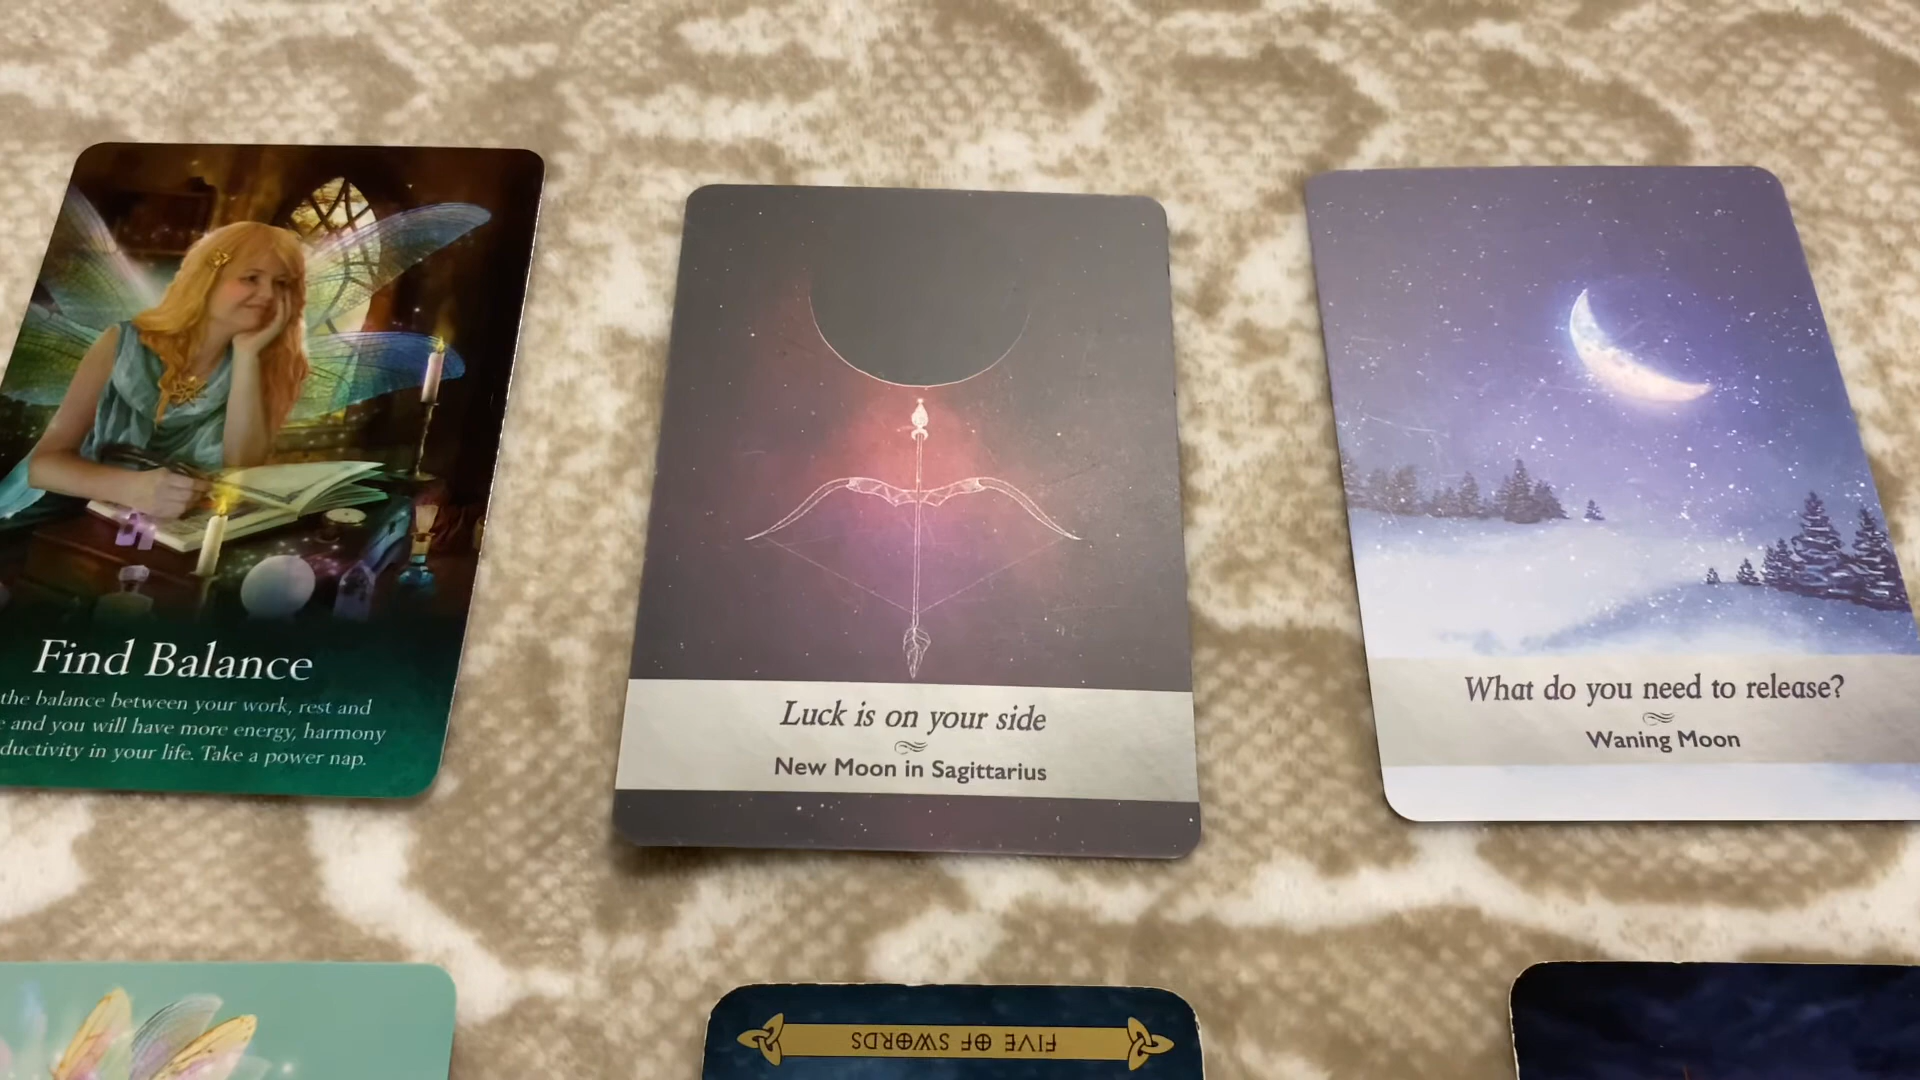 Find Balance
the balance between your work, rest and
and you will have more energy, harmony
in your life. Take a power nap.
Luck is on your side
New Moon in Sagittarius
What do you need to release?
Waning Moon
FIVE OF SWORDS